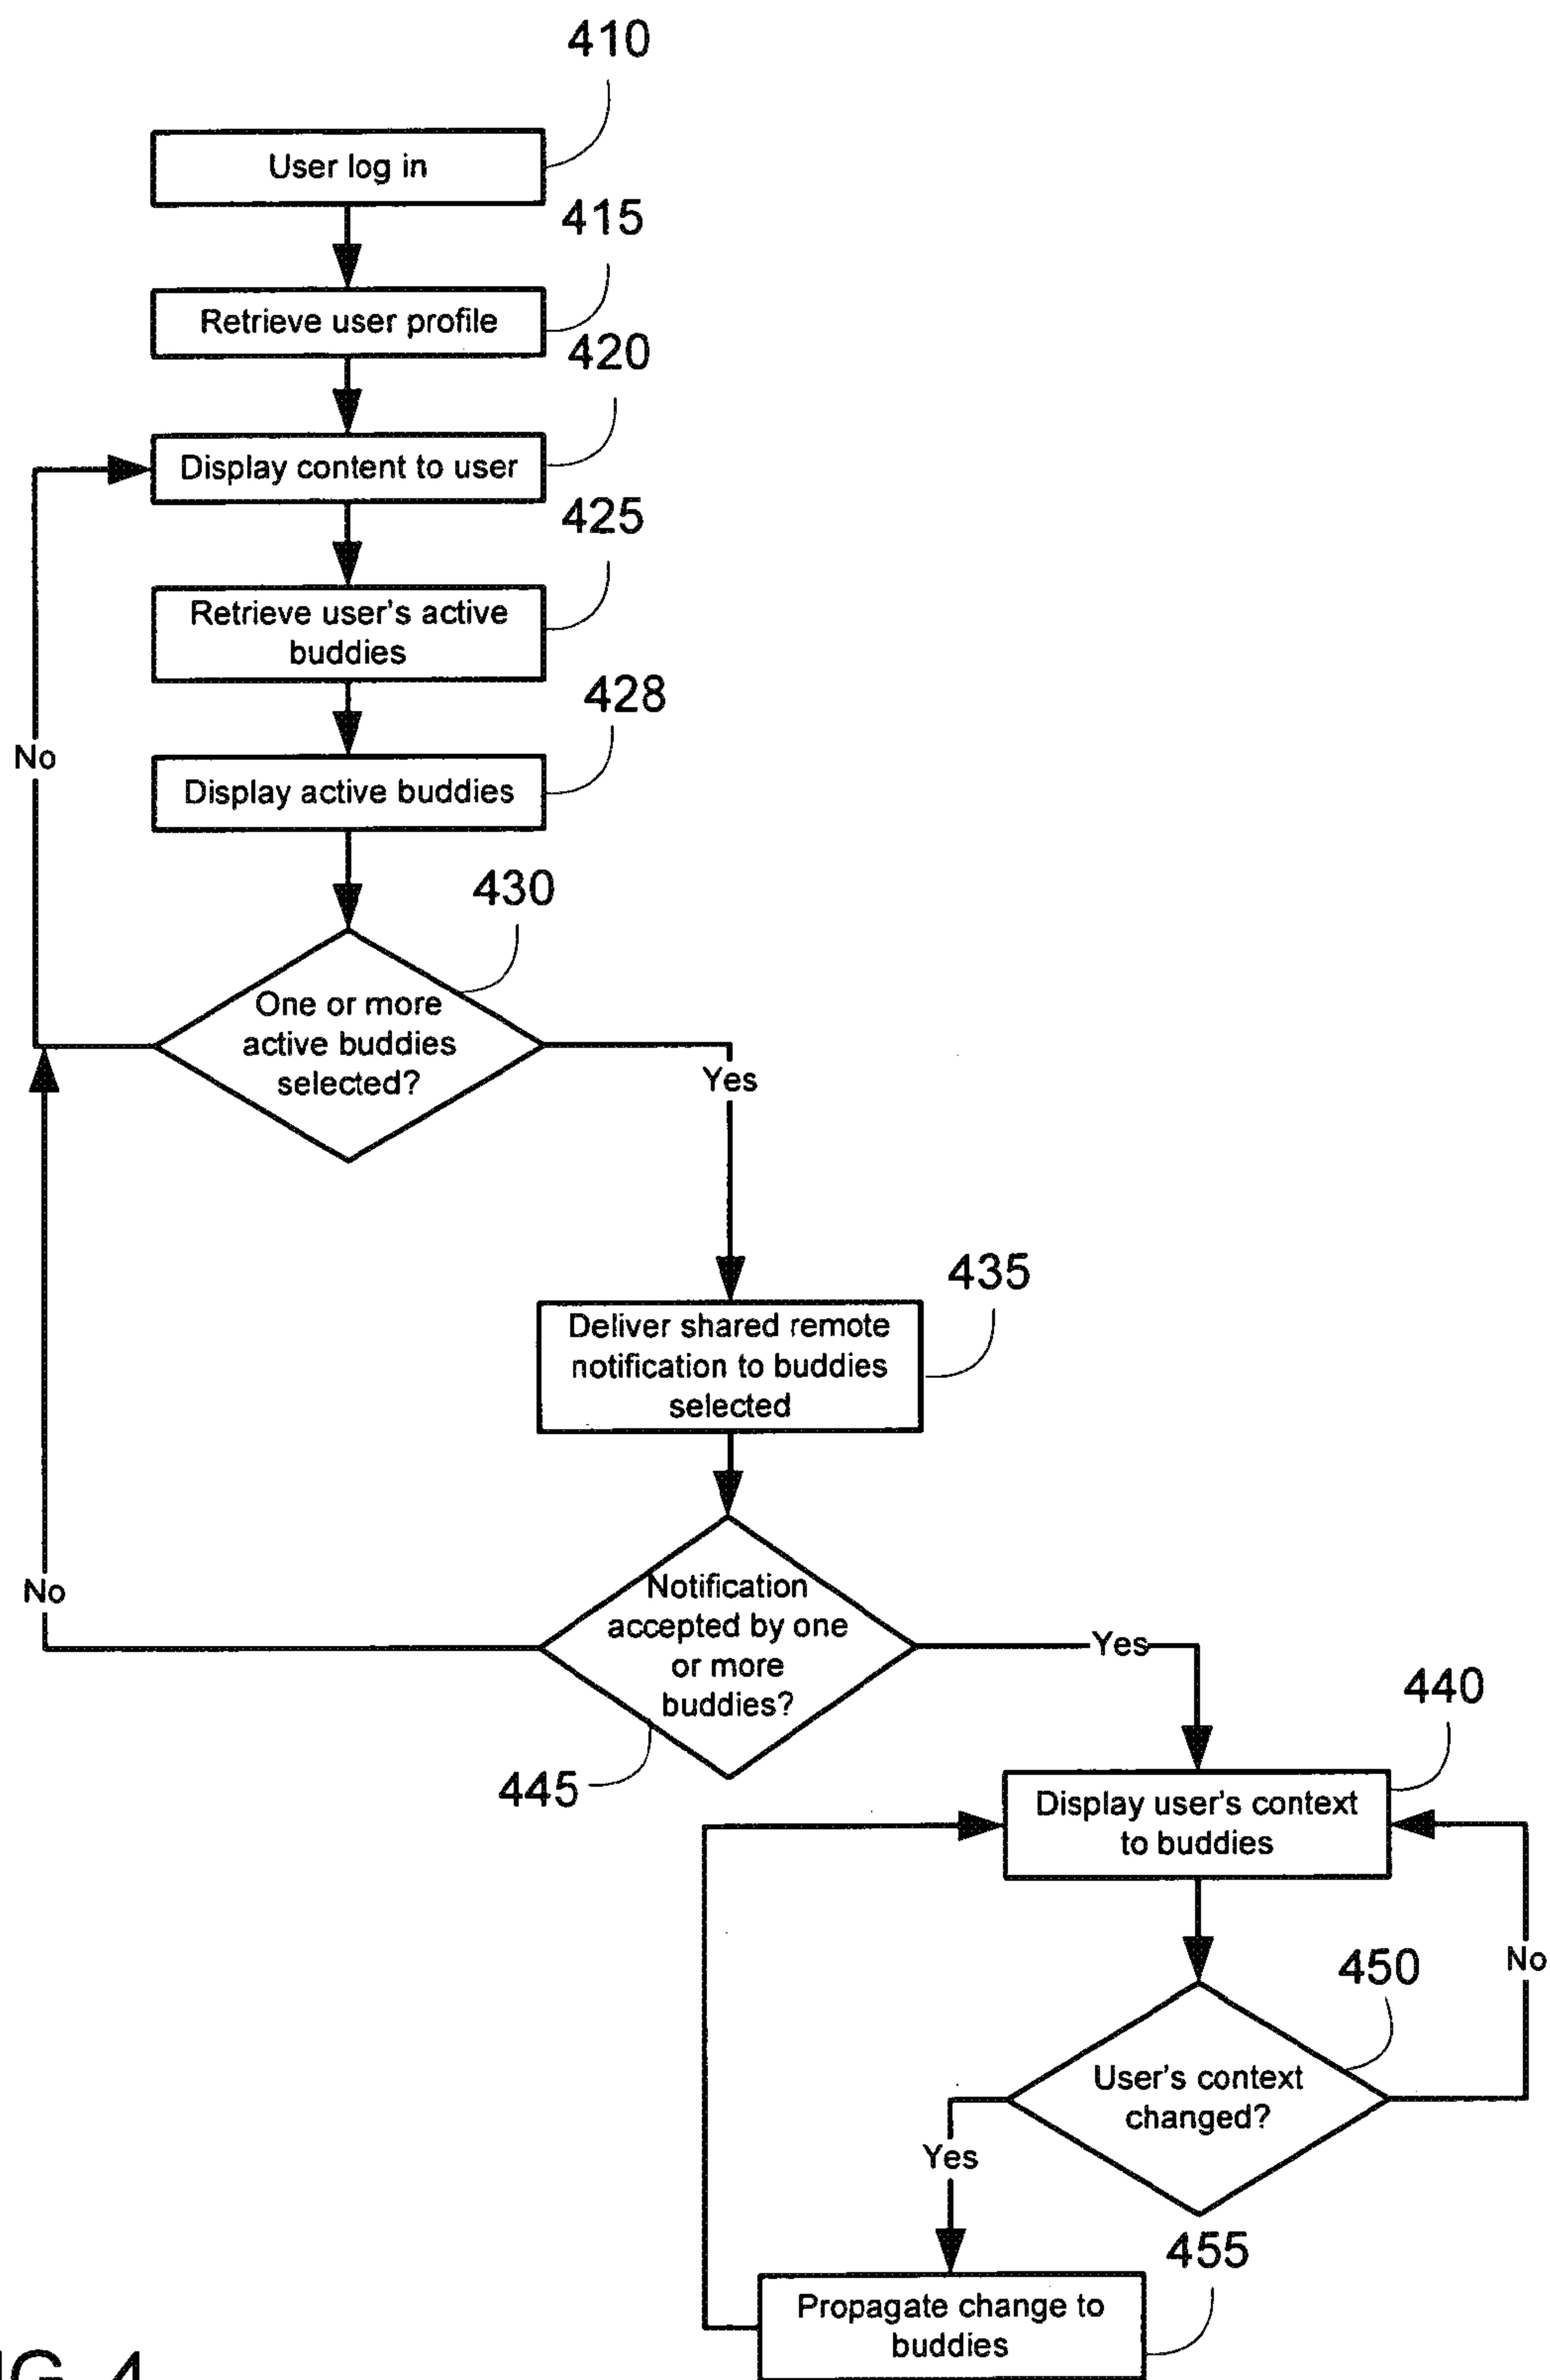 410
User log in
415
Retrieve user profile
420
Display content to user
425
Retrieve user's active
buddies
428
No
Display active buddies
430
One or more
active buddies
selected?
Yes
435
Deliver shared remote
notification to buddies
selected
No
Notification
accepted by one
or more
buddies?
Yes
445
440
Display user's context
to buddies
450
No
User's context
changed?
Yes
455
Propagate change to
buddies